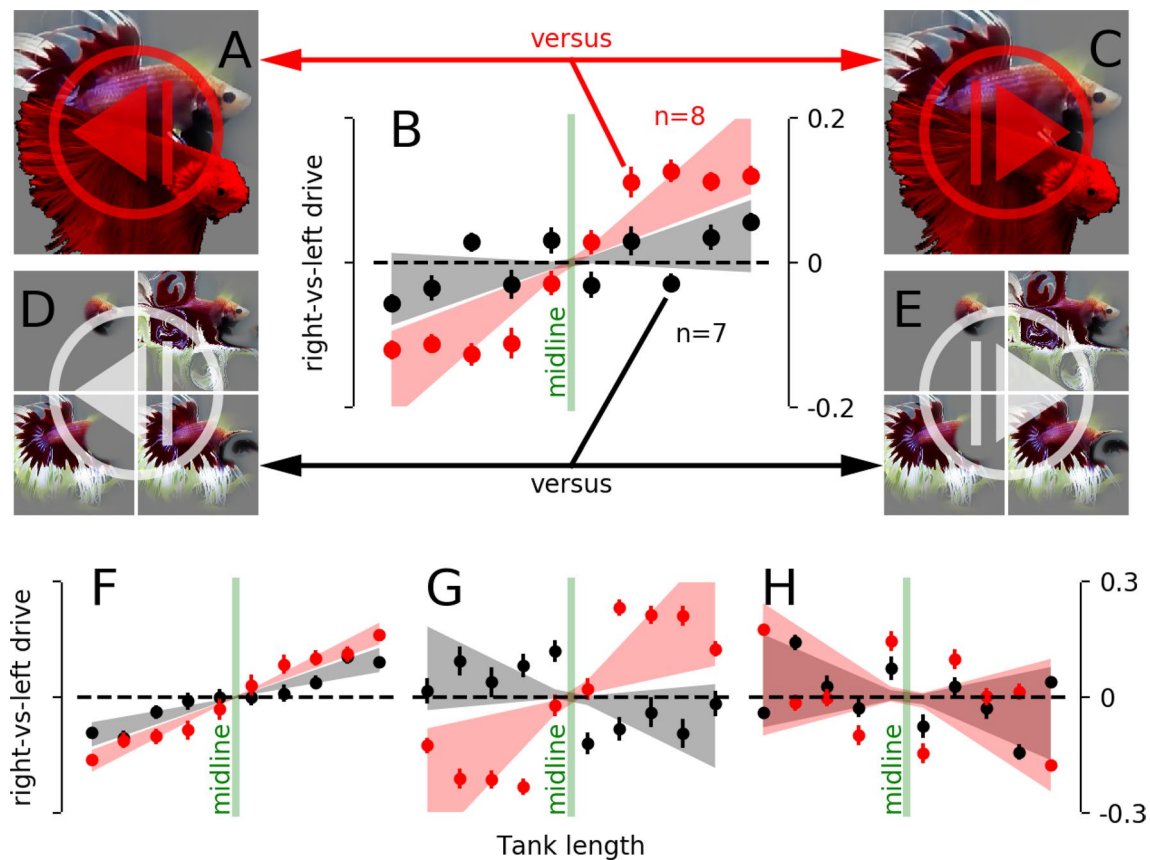 A
versus
C
B
n=8
0.2
right-vs-left drive
0
D
E
midline
n=7
-0.2
versus
F
G
H
0.3
right-vs-left drive
0
midline
midline
midline
-0.3
Tank length